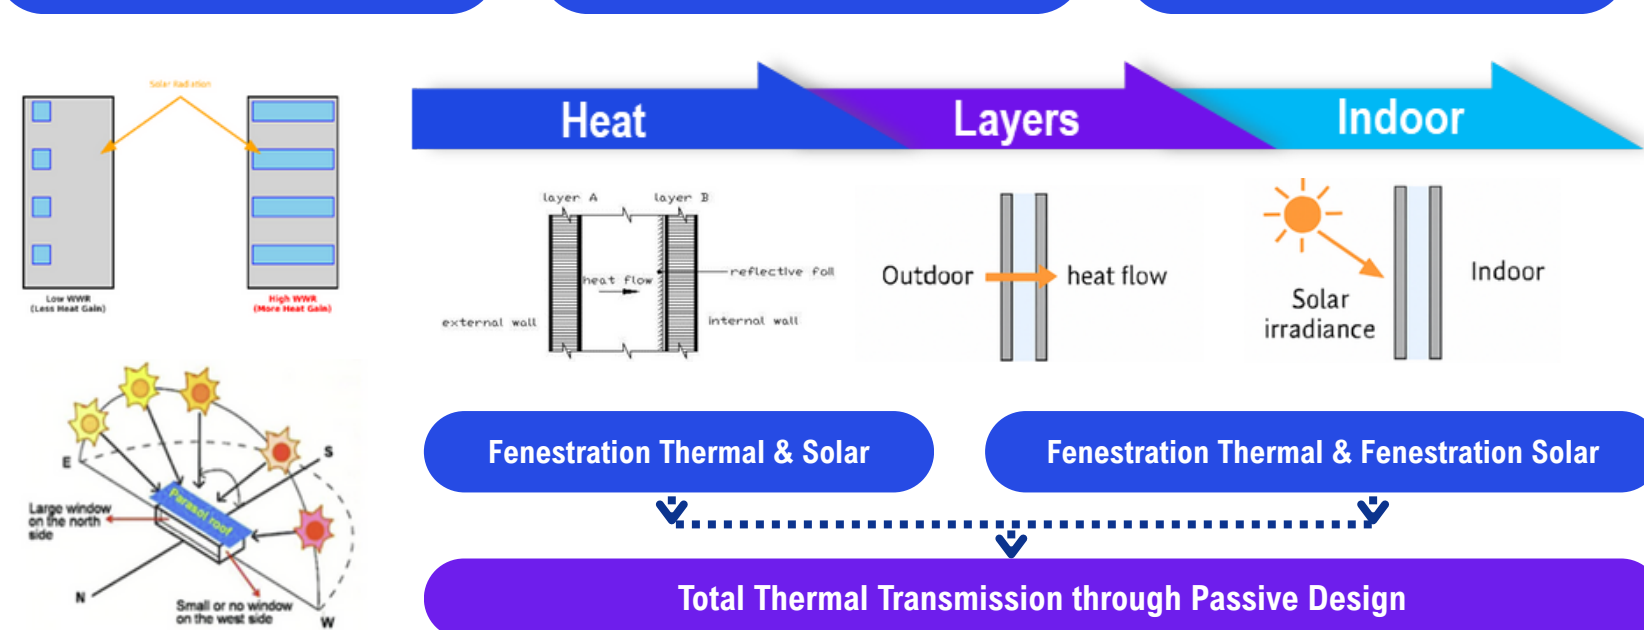 Solar Radiation
Low WWR
(Less Heat Gain)
High WWR
(More Heat Gain)
Heat
Layers
Indoor
layer A
layer B
heat flow
reflective foil
external wall
internal wall
Outdoor
heat flow
Solar
irradiance
Indoor
E
S
Parasol roof
Large window
on the north
side
N
Small or no window
on the west side
W
Fenestration Thermal & Solar
Fenestration Thermal & Fenestration Solar
Total Thermal Transmission through Passive Design